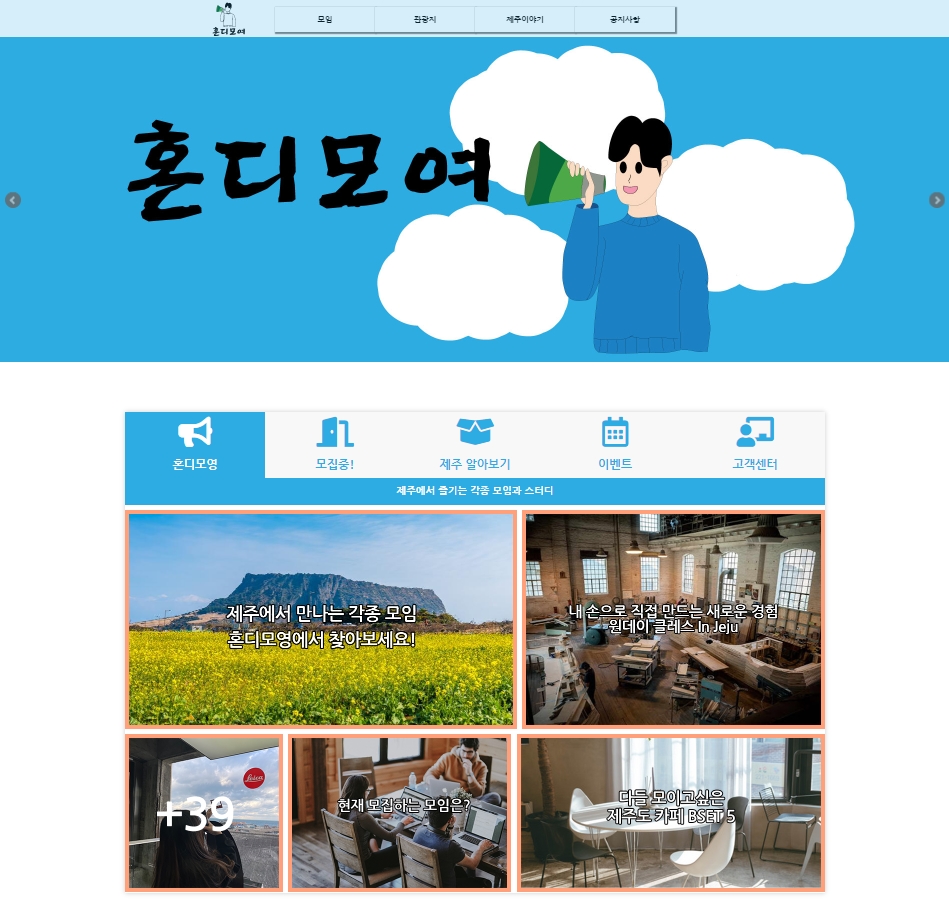 혼디모여
모임
관광지
제주이야기
공지사항
혼디모여
혼디모영
모집중!
제주 알아보기
이벤트
고객센터
제주에서 즐기는 각종 모임과 스터디
제주에서 만나는 각종 모임
혼디모영에서 찾아보세요!
내 손으로 직접 만드는 새로운 경험
원데이 클레스 In Jeju
Leica
+39
현재 모집하는 모임은?
다들 모이고싶은
제주도 카페 BSET 5